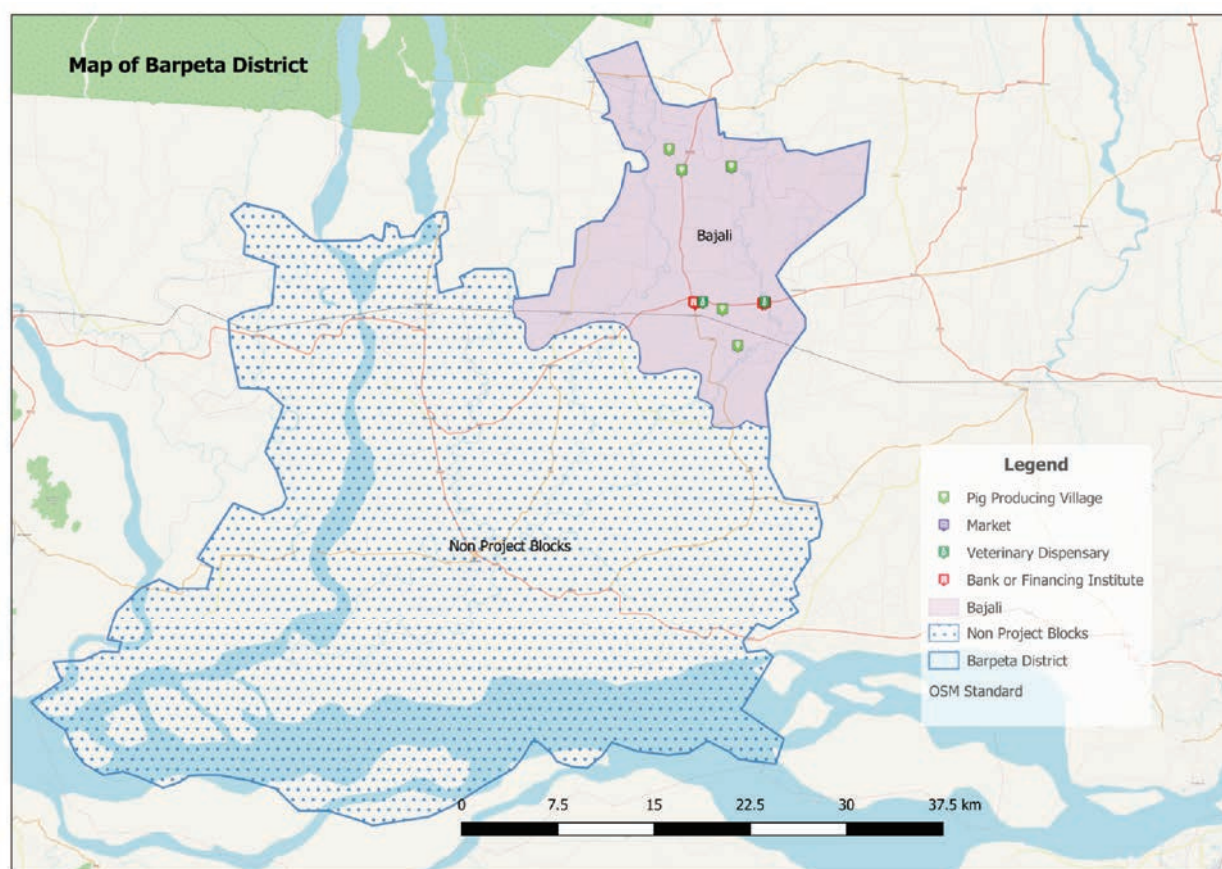 Map of Barpeta District
Bajali
Non Project Blocks
Legend
Pig Producing Village
Market
Veterinary Dispensary
Bank or Financing Institute
Bajali
Non Project Blocks
Barpeta District
OSM Standard
0 7.5 15 22.5 30 37.5 km